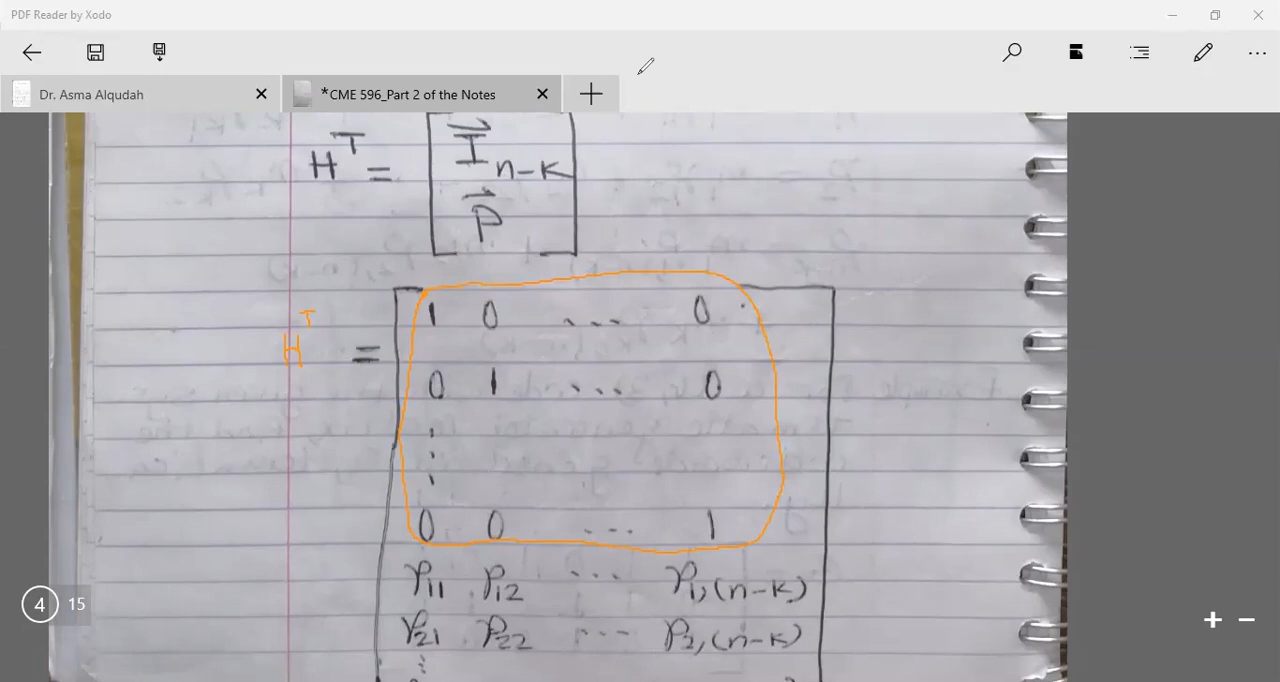 PDF Reader by Xodo
Dr. Asma Alqudah
*CME 596_Part 2 of the Notes
H^T = [ I n-k
P ]
H^T = 1 0 ... 0
0 1 ... 0
⋮
0 0 ... 1
P11 P12 ... P1,(n-k)
P21 P22 ... P2,(n-k)
⋮
4 15